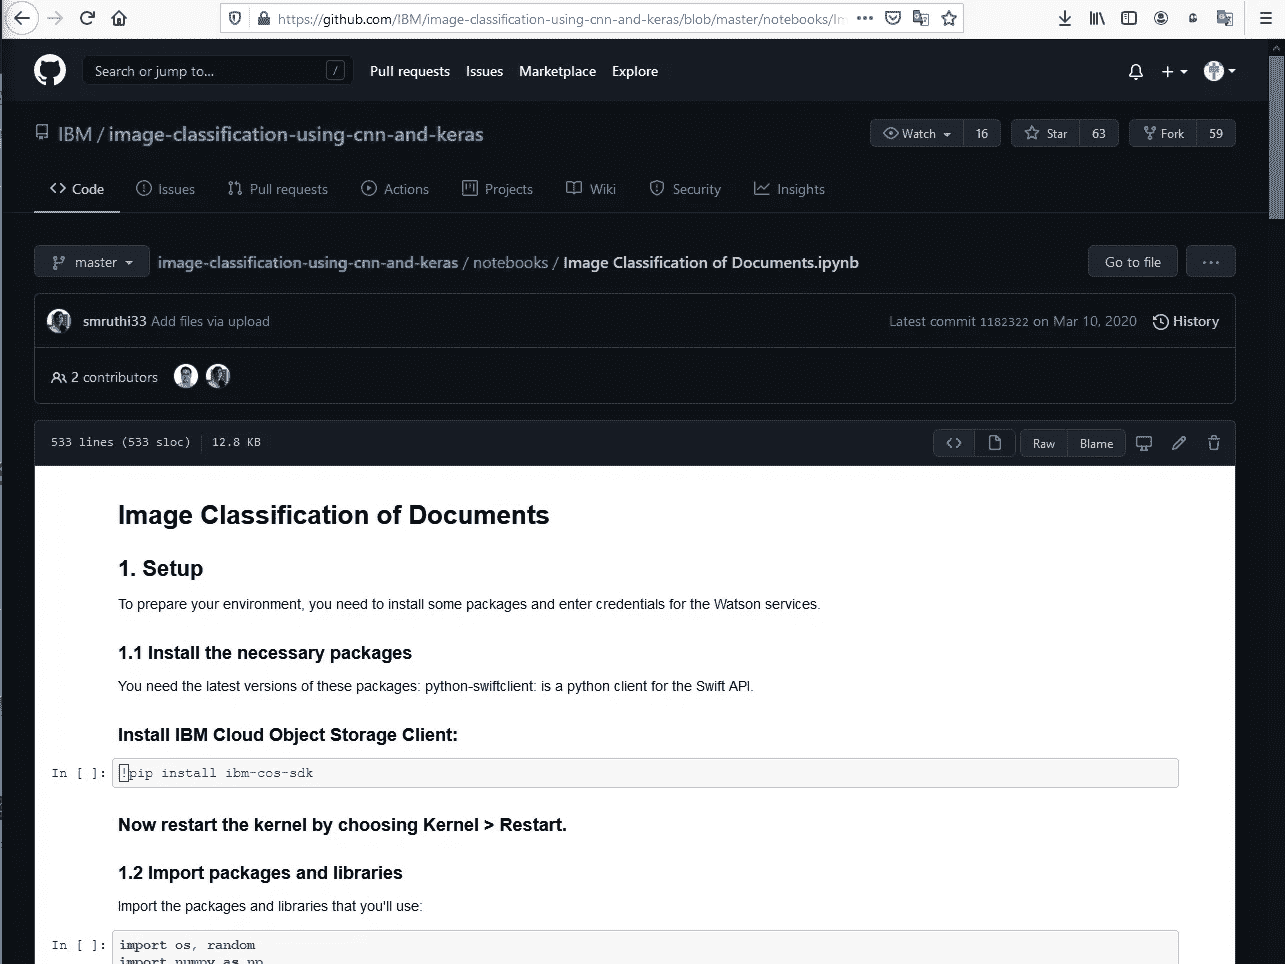 https://github.com/IBM/image-classification-using-cnn-and-keras/blob/master/notebooks/
Search or jump to... /
Pull requests Issues Marketplace Explore
IBM / image-classification-using-cnn-and-keras
Watch 16 Star 63 Fork 59
Code Issues Pull requests Actions Projects Wiki Security Insights
master image-classification-using-cnn-and-keras / notebooks / Image Classification of Documents.ipynb Go to file ...
smruthi33 Add files via upload Latest commit 1182322 on Mar 10, 2020 History
2 contributors
533 lines (533 sloc) 12.8 KB <> Raw Blame
Image Classification of Documents
1. Setup
To prepare your environment, you need to install some packages and enter credentials for the Watson services.
1.1 Install the necessary packages
You need the latest versions of these packages: python-swiftclient: is a python client for the Swift API.
Install IBM Cloud Object Storage Client:
In [ ]: !pip install ibm-cos-sdk
Now restart the kernel by choosing Kernel > Restart.
1.2 Import packages and libraries
Import the packages and libraries that you'll use:
In [ ]: import os, random
import numpy as np